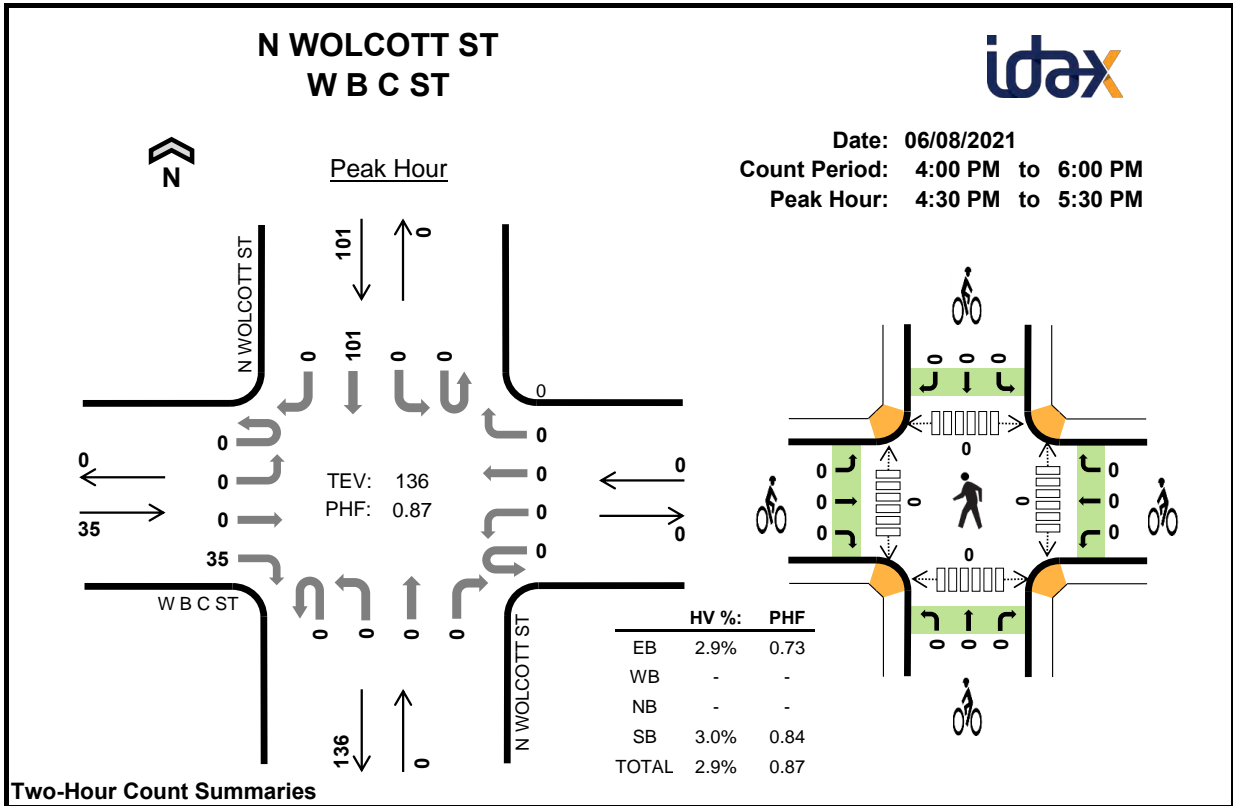 N WOLCOTT ST
W B C ST
idax
N
Peak Hour
Date: 06/08/2021
Count Period: 4:00 PM to 6:00 PM
Peak Hour: 4:30 PM to 5:30 PM
N WOLCOTT ST
101
0
0
101
0
0
0
0
0
0
35
0
35
0
0
0
0
0
0
TEV: 136
PHF: 0.87
W B C ST
0
0
0
0
N WOLCOTT ST
136
0
HV %: PHF
EB 2.9% 0.73
WB - -
NB - -
SB 3.0% 0.84
TOTAL 2.9% 0.87
0 0 0
0
0
0
0
0
0
0
0
0
0
0 0 0
Two-Hour Count Summaries